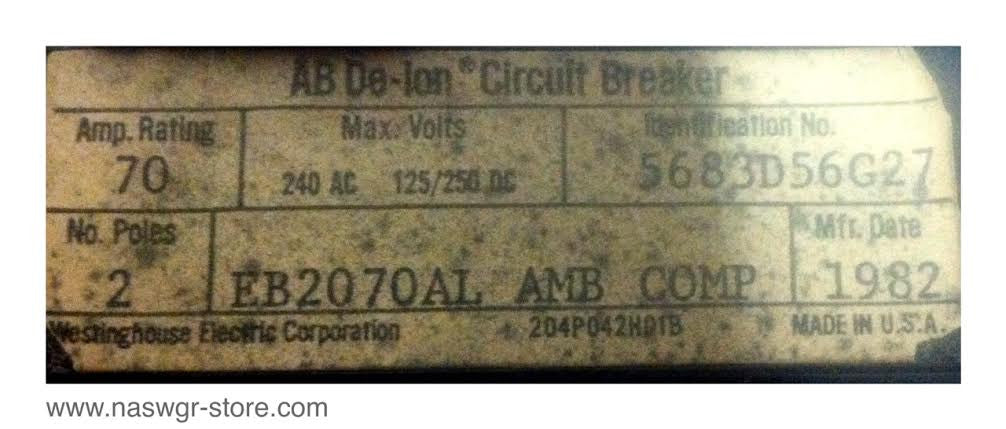 AB De-Ion® Circuit Breaker
Amp. Rating Max. Volts Identification No.
70 240 AC 125/250 DC 5683D56G27
No. Poles Mfr. Date
2 EB2070AL AMB COMP. 1982
Westinghouse Electric Corporation 204P042H01B MADE IN U.S.A.
www.naswgr-store.com